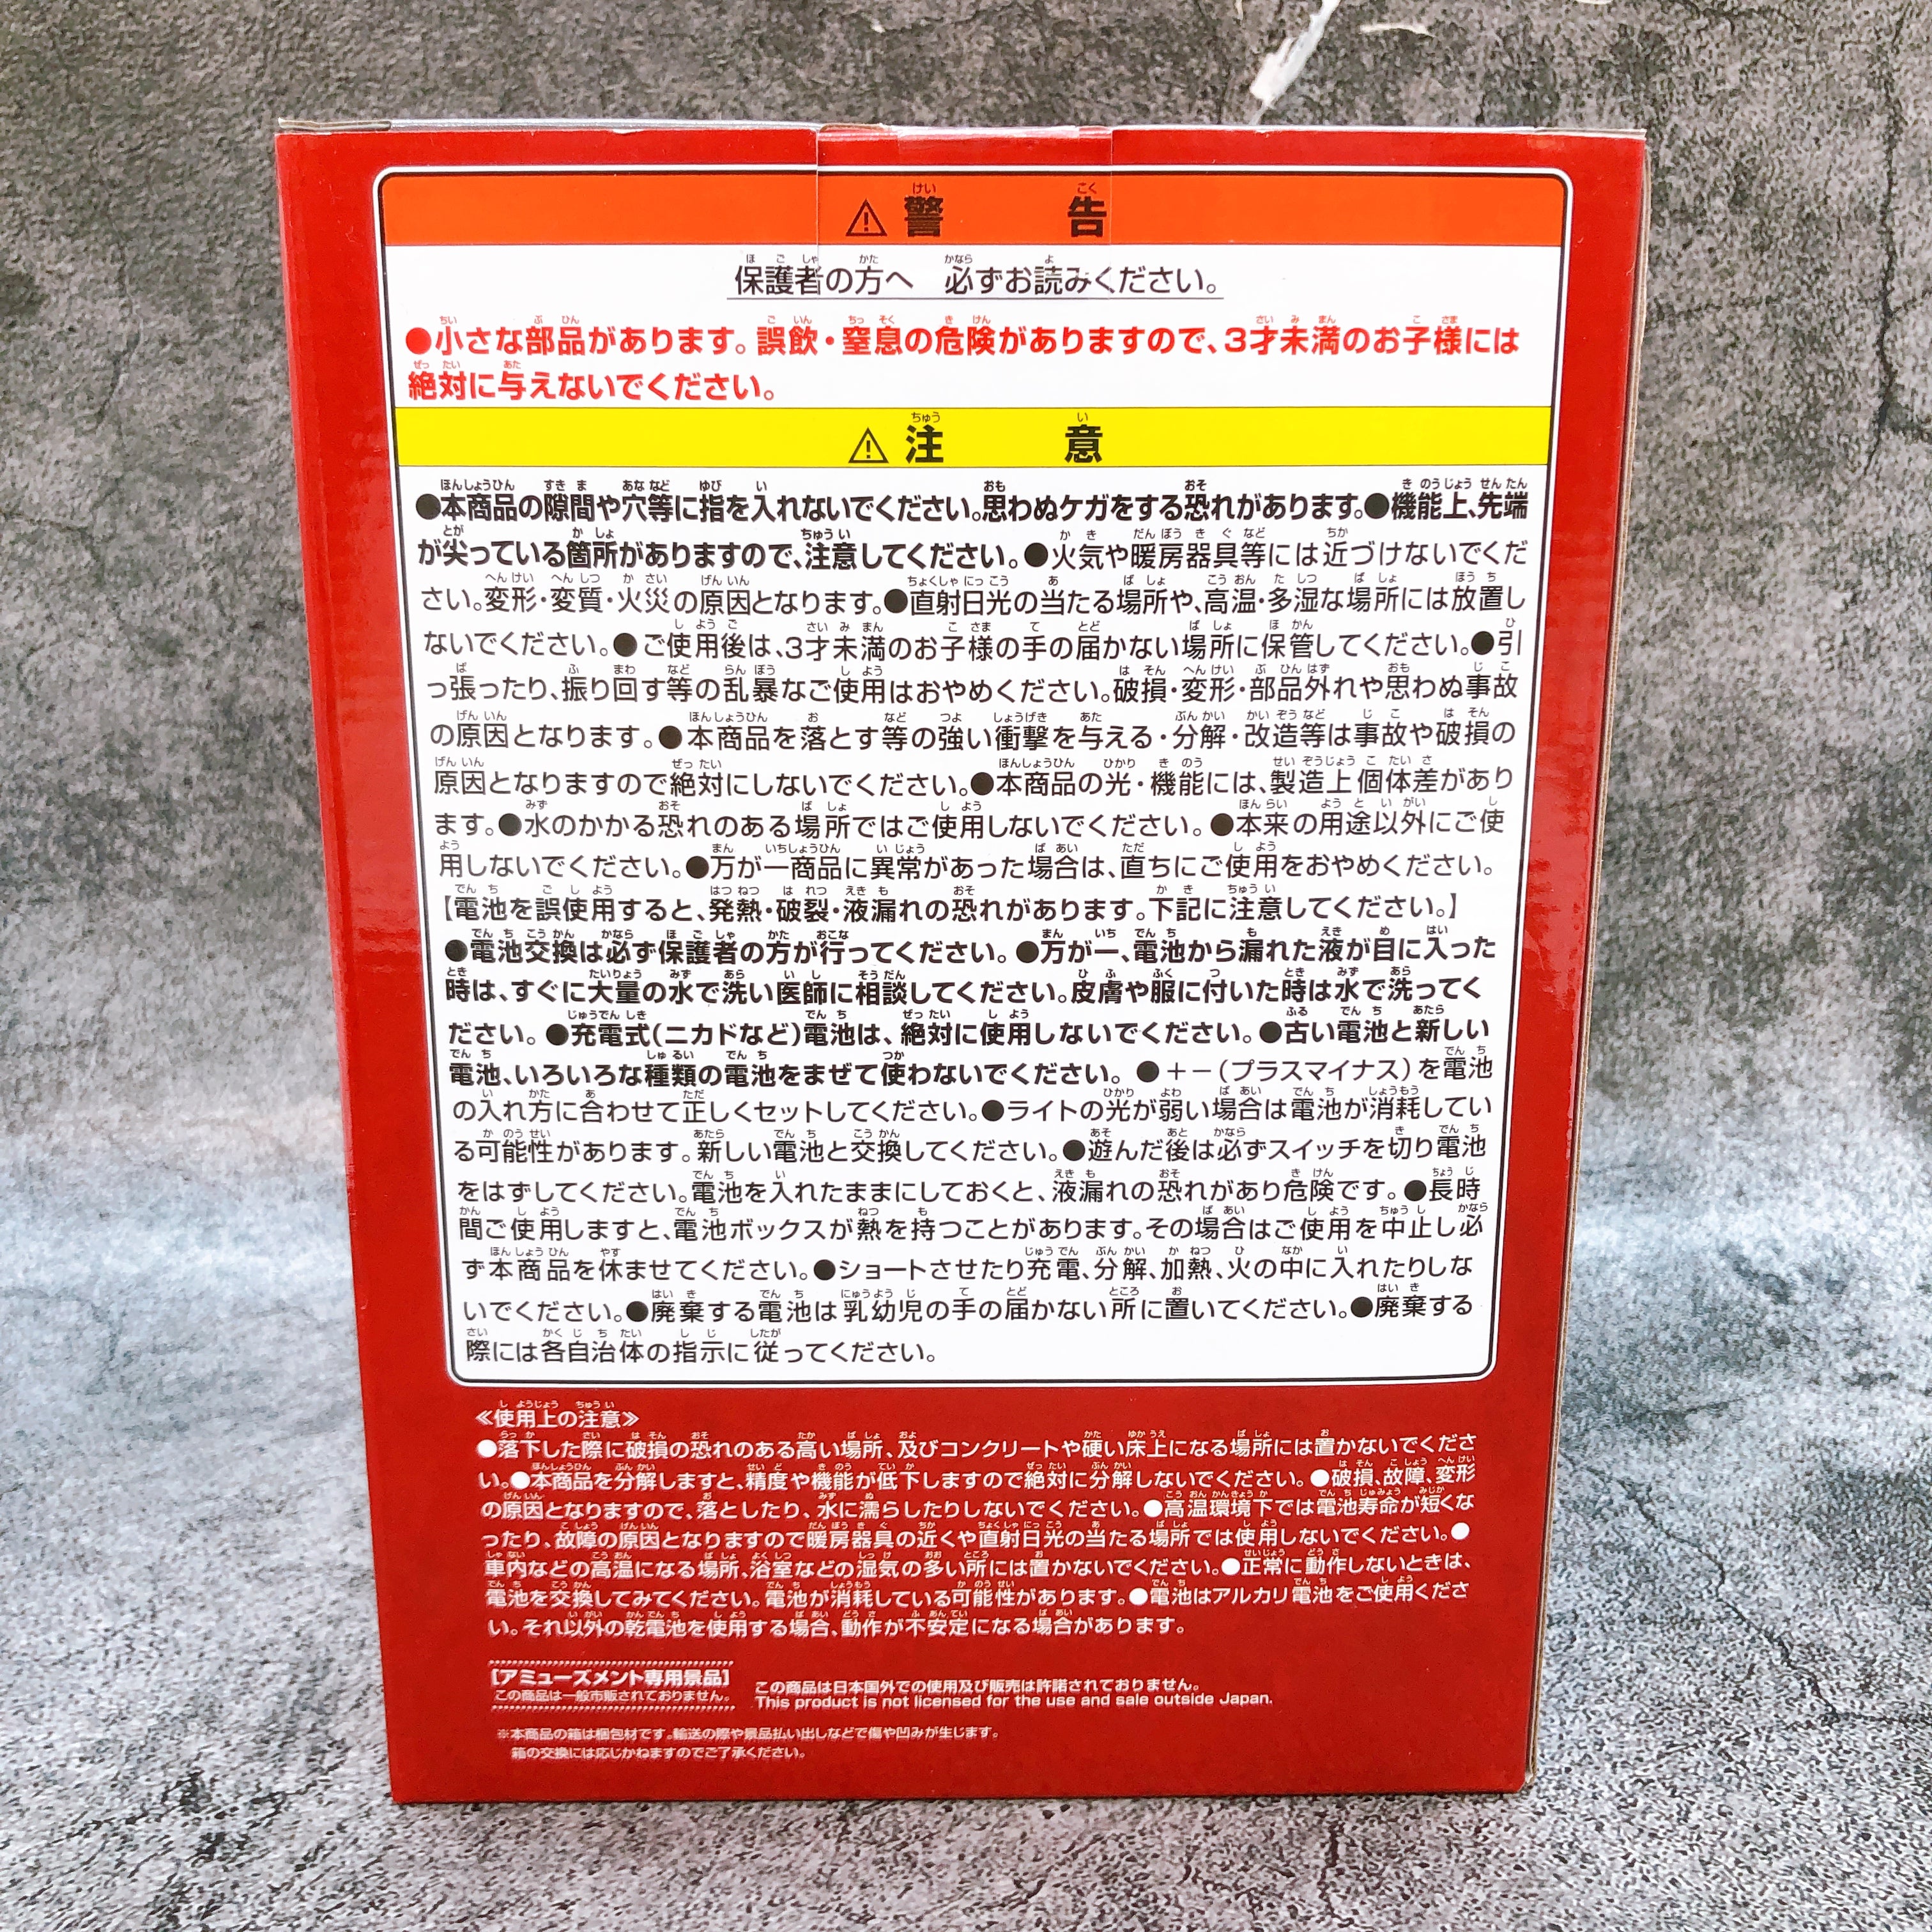 ⚠ 警告
保護者の方へ 必ずお読みください。
●小さな部品があります。誤飲・窒息の危険がありますので、3才未満のお子様には
絶対に与えないでください。
⚠ 注意
●本商品の隙間や穴等に指を入れないでください。思わぬケガをする恐れがあります。●機能上、先端
が尖っている箇所がありますので、注意してください。●火気や暖房器具等には近づけないでくだ
さい。変形・変質・火災の原因となります。●直射日光の当たる場所や、高温・多湿な場所には放置し
ないでください。●ご使用後は、3才未満のお子様の手の届かない場所に保管してください。●引
っ張ったり、振り回す等の乱暴なご使用はおやめください。破損・変形・部品外れや思わぬ事故
の原因となります。●本商品を落とす等の強い衝撃を与える・分解・改造等は事故や破損の
原因となりますので絶対にしないでください。●本商品の光・機能には、製造上個体差があり
ます。●水のかかる恐れのある場所ではご使用しないでください。●本来の用途以外にご使
用しないでください。●万が一商品に異常があった場合は、直ちにご使用をおやめください。
【電池を誤使用すると、発熱・破裂・液漏れの恐れがあります。下記に注意してください。】
●電池交換は必ず保護者の方が行ってください。●万が一、電池から漏れた液が目に入った
時は、すぐに大量の水で洗い医師に相談してください。皮膚や服に付いた時は水で洗ってく
ださい。●充電式(ニカドなど)電池は、絶対に使用しないでください。●古い電池と新しい
電池、いろいろな種類の電池をまぜて使わないでください。●+−(プラスマイナス)を電池
の入れ方に合わせて正しくセットしてください。●ライトの光が弱い場合は電池が消耗してい
る可能性があります。新しい電池と交換してください。●遊んだ後は必ずスイッチを切り電池
をはずしてください。電池を入れたままにしておくと、液漏れの恐れがあり危険です。●長時
間ご使用しますと、電池ボックスが熱を持つことがあります。その場合はご使用を中止し必
ず本商品を休ませてください。●ショートさせたり充電、分解、加熱、火の中に入れたりしな
いでください。●廃棄する電池は乳幼児の手の届かない所に置いてください。●廃棄する
際には各自治体の指示に従ってください。
≪使用上の注意≫
●落下した際に破損の恐れのある高い場所、及びコンクリートや硬い床上になる場所には置かないでくださ
い。●本商品を分解しますと、精度や機能が低下しますので絶対に分解しないでください。●破損、故障、変形
の原因となりますので、落としたり、水に濡らしたりしないでください。●高温環境下では電池寿命が短くな
ったり、故障の原因となりますので暖房器具の近くや直射日光の当たる場所では使用しないでください。●
車内などの高温になる場所、浴室などの湿気の多い所には置かないでください。●正常に動作しないときは、
電池を交換してみてください。電池が消耗している可能性があります。●電池はアルカリ電池をご使用くださ
い。それ以外の乾電池を使用する場合、動作が不安定になる場合があります。
[アミューズメント専用景品]
この商品は一般市販されておりません。
この商品は日本国外での使用及び販売は許諾されておりません。
This product is not licensed for the use and sale outside Japan.
※本商品の箱は梱包材です。輸送の際や景品払い出しなどで傷や凹みが生じます。
箱の交換には応じかねますのでご了承ください。